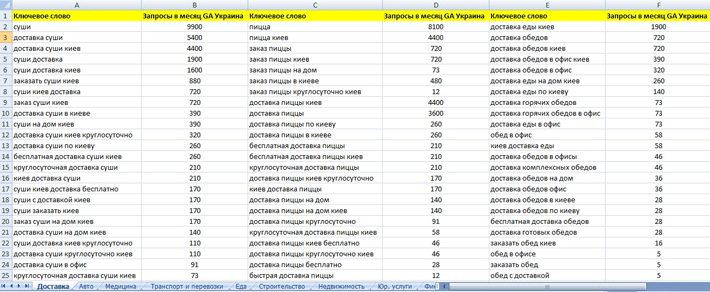 A B C D E F
1 Ключевое слово Запросы в месяц GA Украина Ключевое слово Запросы в месяц GA Украина Ключевое слово Запросы в месяц GA Украина
2 суши 9900 пицца 8100 доставка еды киев 1900
3 доставка суши 5400 пицца киев 4400 доставка обедов 720
4 доставка суши киев 4400 заказ пиццы 720 доставка обедов киев 720
5 суши доставка 1900 заказ пиццы киев 720 доставка обедов в офис киев 390
6 суши доставка киев 1600 заказ пиццы на дом 73 доставка обедов в офис 320
7 заказать суши киев 880 заказ пиццы в киеве 480 доставка еды на дом киев 260
8 суши киев доставка 720 заказ пиццы круглосуточно киев 12 доставка еды по киеву 140
9 заказ суши киев 720 доставка пиццы киев 4400 доставка горячих обедов 73
10 доставка суши в киеве 390 доставка пиццы 3600 доставка горячих обедов в офис 73
11 суши на дом киев 390 доставка пиццы по киеву 260 доставка еды в офис 73
12 доставка суши киев круглосуточно 320 доставка пиццы в киеве 260 обед в офис 58
13 доставка суши по киеву 260 бесплатная доставка пиццы 210 киев доставка еды 58
14 бесплатная доставка суши киев 260 бесплатная доставка пиццы киев 210 доставка обедов в офисы 46
15 круглосуточная доставка суши 210 круглосуточная доставка пиццы 210 доставка комплексных обедов 46
16 киев доставка суши 210 доставка пиццы киев круглосуточно 170 доставка обедов на дом 36
17 суши киев доставка бесплатно 170 киев доставка пиццы 170 доставка обедов офис 36
18 суши с доставкой киев 170 доставка пиццы на дом 140 доставка обедов в киеве 28
19 суши заказать киев 170 доставка пиццы на дом киев 140 доставка обедов по киеву 28
20 заказ суши на дом киев 170 доставка пиццы круглосуточно 91 бесплатная доставка обедов 28
21 доставка суши на дом киев 140 круглосуточная доставка пиццы киев 58 доставка готовых обедов 28
22 суши доставка киев круглосуточно 110 доставка пиццы киев бесплатно 46 заказать обед киев 16
23 доставка суши круглосуточно киев 110 доставка пиццы круглосуточно киев 46 обед в офисе 5
24 доставка суши в офис 91 доставка пиццы бесплатно 28 заказать обед 5
25 круглосуточная доставка суши киев 73 быстрая доставка пиццы 12 обед с доставкой 5
Доставка Авто Медицина Транспорт и перевозки Еда Строительство Недвижимость Юр. услуги